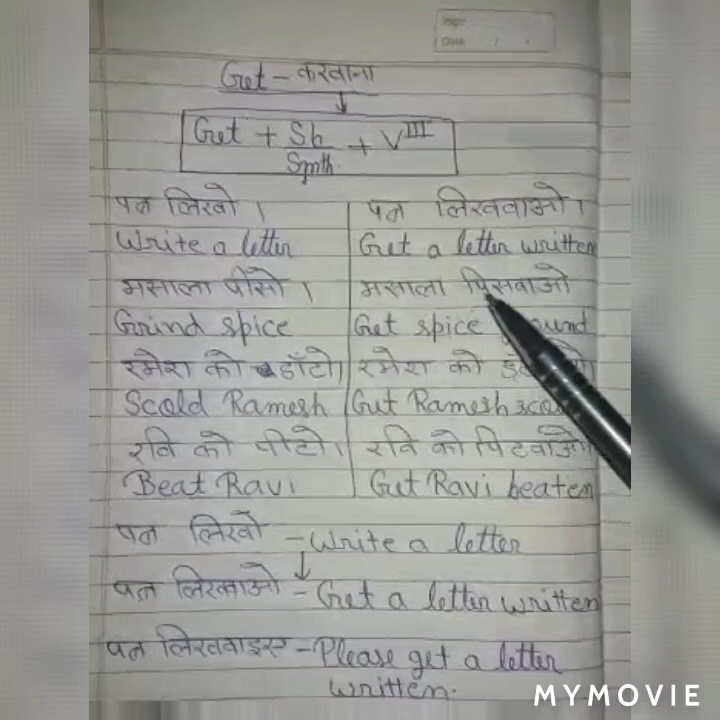 Page
Date / /
Get – करवाना
Get + Sb + V III
Smth.
पत्र लिखो । पत्र लिखवाओ ।
Write a letter Get a letter written
मसाला पीसो । मसाला पिसवाओ
Grind spice Get spice
रमेश को डाँटो। रमेश को
Scold Ramesh Get Ramesh
रवि को पीटो। रवि को पिटवाओ।
Beat Ravi Get Ravi beaten
पत्र लिखो – Write a letter
पत्र लिखवाओ – Get a letter written
पत्र लिखवाइए – Please get a letter
written.
MYMOVIE